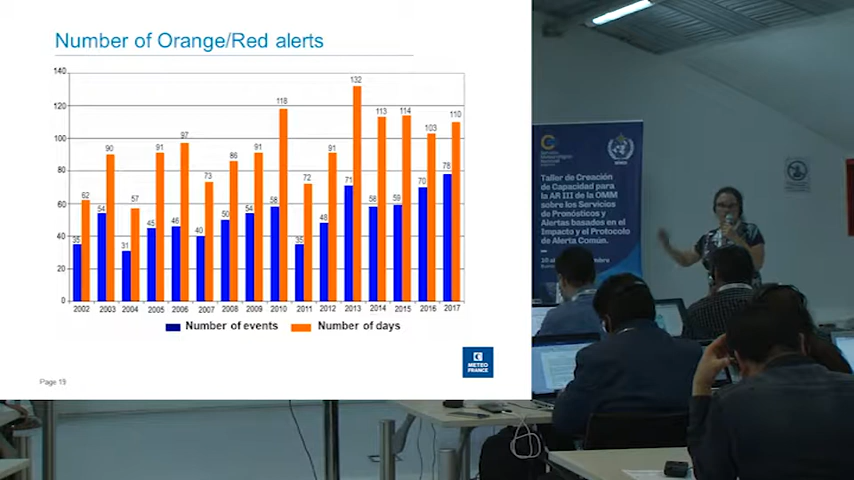 Number of Orange/Red alerts
140
120
100
80
60
40
20
0
35 62 54 90 31 57 45 91 46 97 40 73 50 86 54 91 58 118 35 72 48 91 71 132 58 113 59 114 70 103 78 110
2002 2003 2004 2005 2006 2007 2008 2009 2010 2011 2012 2013 2014 2015 2016 2017
Number of events Number of days
METEO
FRANCE
Page 19
Taller de Creación
de Capacidad para
la AR III de la OMM
sobre los Servicios
de Pronósticos y
Alertas basados en el
Impacto y el Protocolo
de Alerta Común.